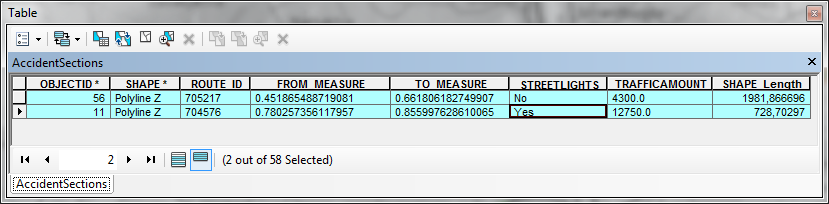 Table
AccidentSections
OBJECTID * SHAPE * ROUTE_ID FROM_MEASURE TO_MEASURE STREETLIGHTS TRAFFICAMOUNT SHAPE_Length
56 Polyline Z 705217 0.451865488719081 0.661806182749907 No 4300.0 1981,866696
11 Polyline Z 704576 0.780257356117957 0.855997628610065 Yes 12750.0 728,70297
2 (2 out of 58 Selected)
AccidentSections